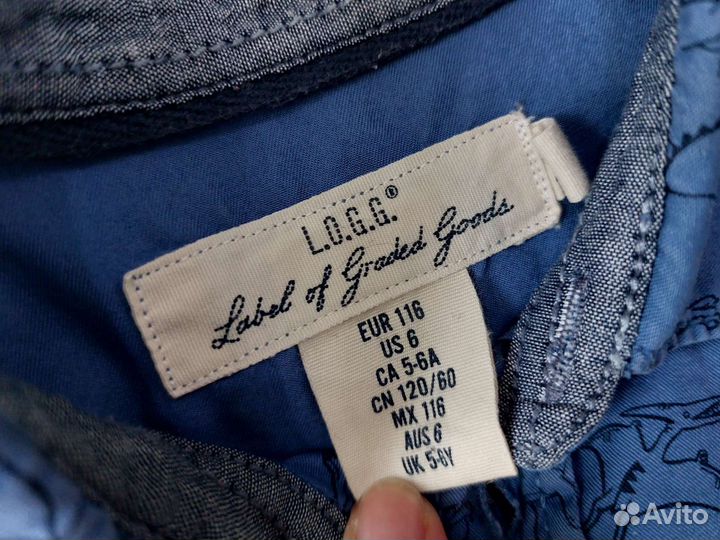 L.O.G.G.®
Label of Graded Goods
EUR 116
US 6
CA 5-6A
CN 120/60
MX 116
AUS 6
UK 5-6Y
Avito